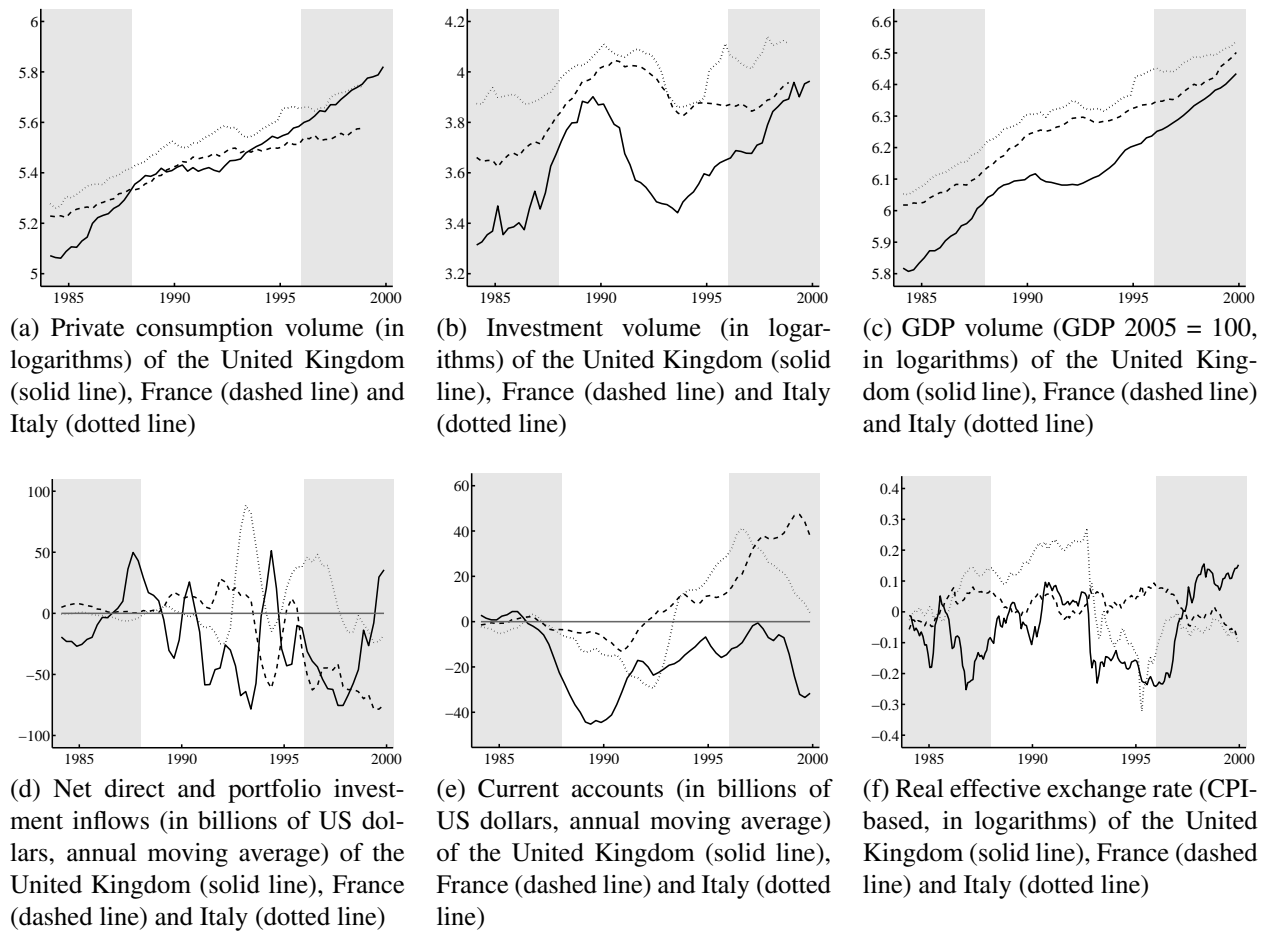 6
5.8
5.6
5.4
5.2
5
1985 1990 1995 2000
4.2
4
3.8
3.6
3.4
3.2
1985 1990 1995 2000
6.6
6.5
6.4
6.3
6.2
6.1
6
5.9
5.8
1985 1990 1995 2000
(a) Private consumption volume (in
logarithms) of the United Kingdom
(solid line), France (dashed line) and
Italy (dotted line)
(b) Investment volume (in logar-
ithms) of the United Kingdom (solid
line), France (dashed line) and Italy
(dotted line)
(c) GDP volume (GDP 2005 = 100,
in logarithms) of the United King-
dom (solid line), France (dashed line)
and Italy (dotted line)
100
50
0
−50
−100
1985 1990 1995 2000
60
40
20
0
−20
−40
1985 1990 1995 2000
0.4
0.3
0.2
0.1
0
−0.1
−0.2
−0.3
−0.4
1985 1990 1995 2000
(d) Net direct and portfolio invest-
ment inflows (in billions of US dol-
lars, annual moving average) of the
United Kingdom (solid line), France
(dashed line) and Italy (dotted line)
(e) Current accounts (in billions of
US dollars, annual moving average)
of the United Kingdom (solid line),
France (dashed line) and Italy (dotted
line)
(f) Real effective exchange rate (CPI-
based, in logarithms) of the United
Kingdom (solid line), France (dashed
line) and Italy (dotted line)